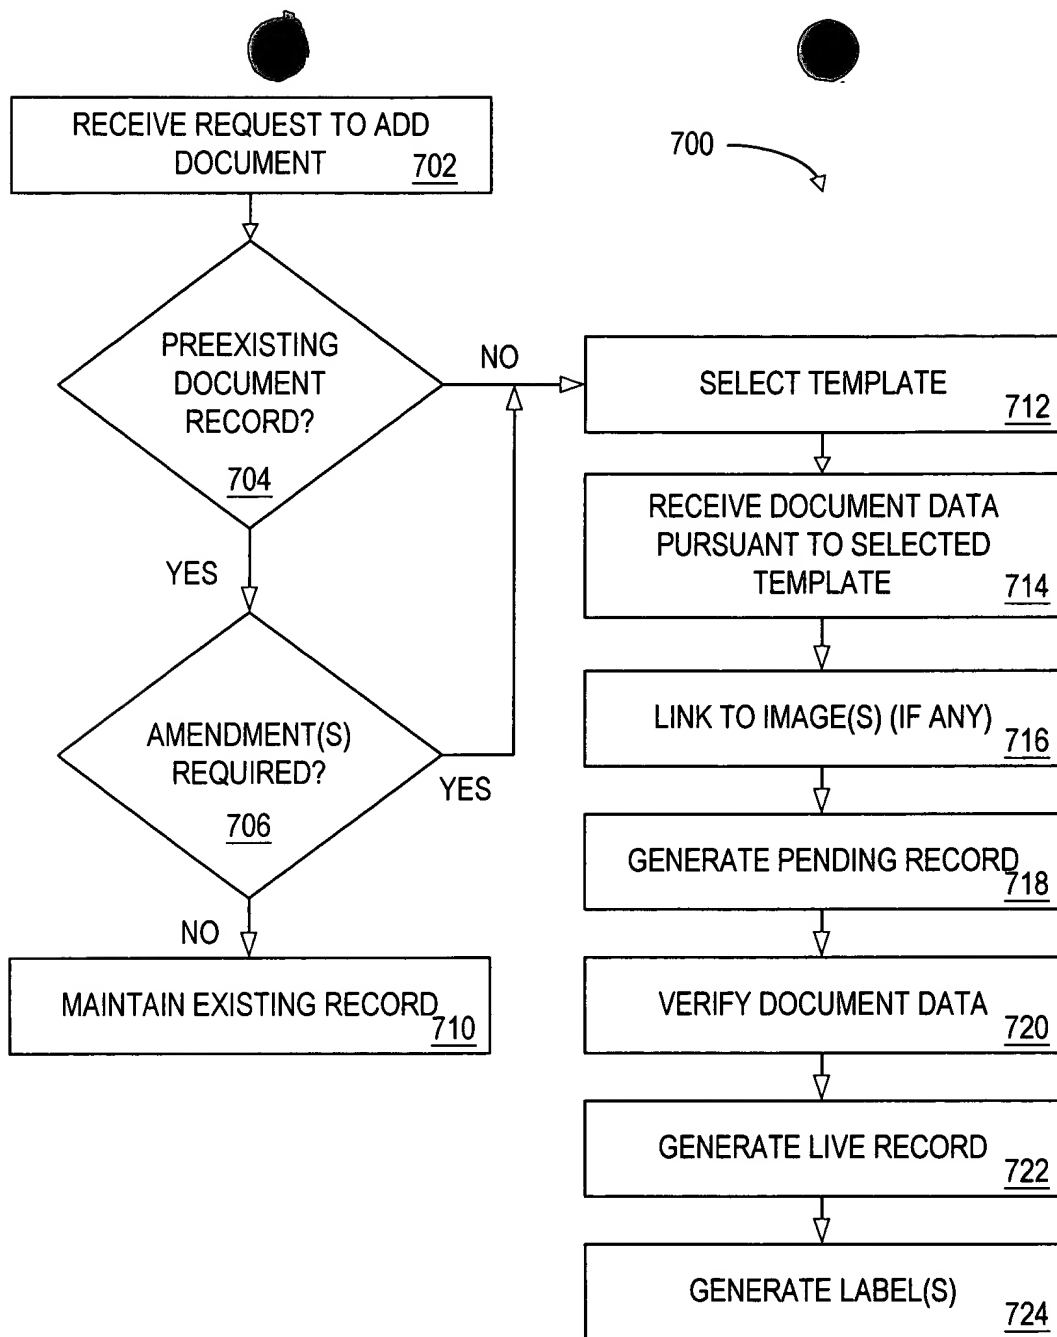 RECEIVE REQUEST TO ADD
DOCUMENT
702
700
PREEXISTING
DOCUMENT
RECORD?
704
NO
YES
AMENDMENT(S)
REQUIRED?
706
YES
NO
MAINTAIN EXISTING RECORD
710
SELECT TEMPLATE
712
RECEIVE DOCUMENT DATA
PURSUANT TO SELECTED
TEMPLATE
714
LINK TO IMAGE(S) (IF ANY)
716
GENERATE PENDING RECORD
718
VERIFY DOCUMENT DATA
720
GENERATE LIVE RECORD
722
GENERATE LABEL(S)
724